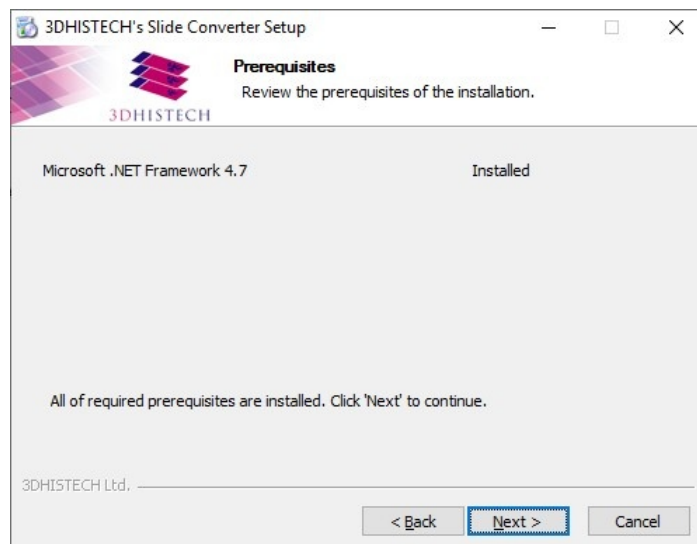 3DHISTECH's Slide Converter Setup
Prerequisites
Review the prerequisites of the installation.
3DHISTECH
Microsoft .NET Framework 4.7 Installed
All of required prerequisites are installed. Click 'Next' to continue.
3DHISTECH Ltd.
< Back Next > Cancel